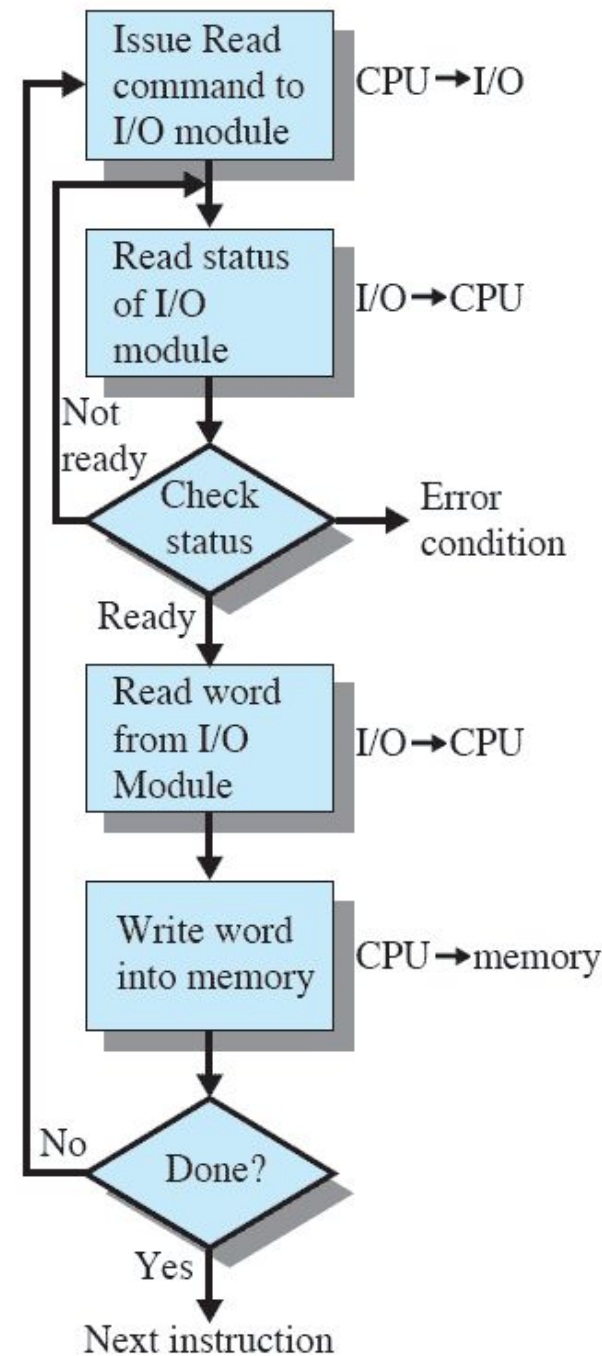 Issue Read
command to
I/O module
CPU→I/O
Read status
of I/O
module
I/O→CPU
Not
ready
Check
status
Error
condition
Ready
Read word
from I/O
Module
I/O→CPU
Write word
into memory
CPU→memory
No
Done?
Yes
Next instruction